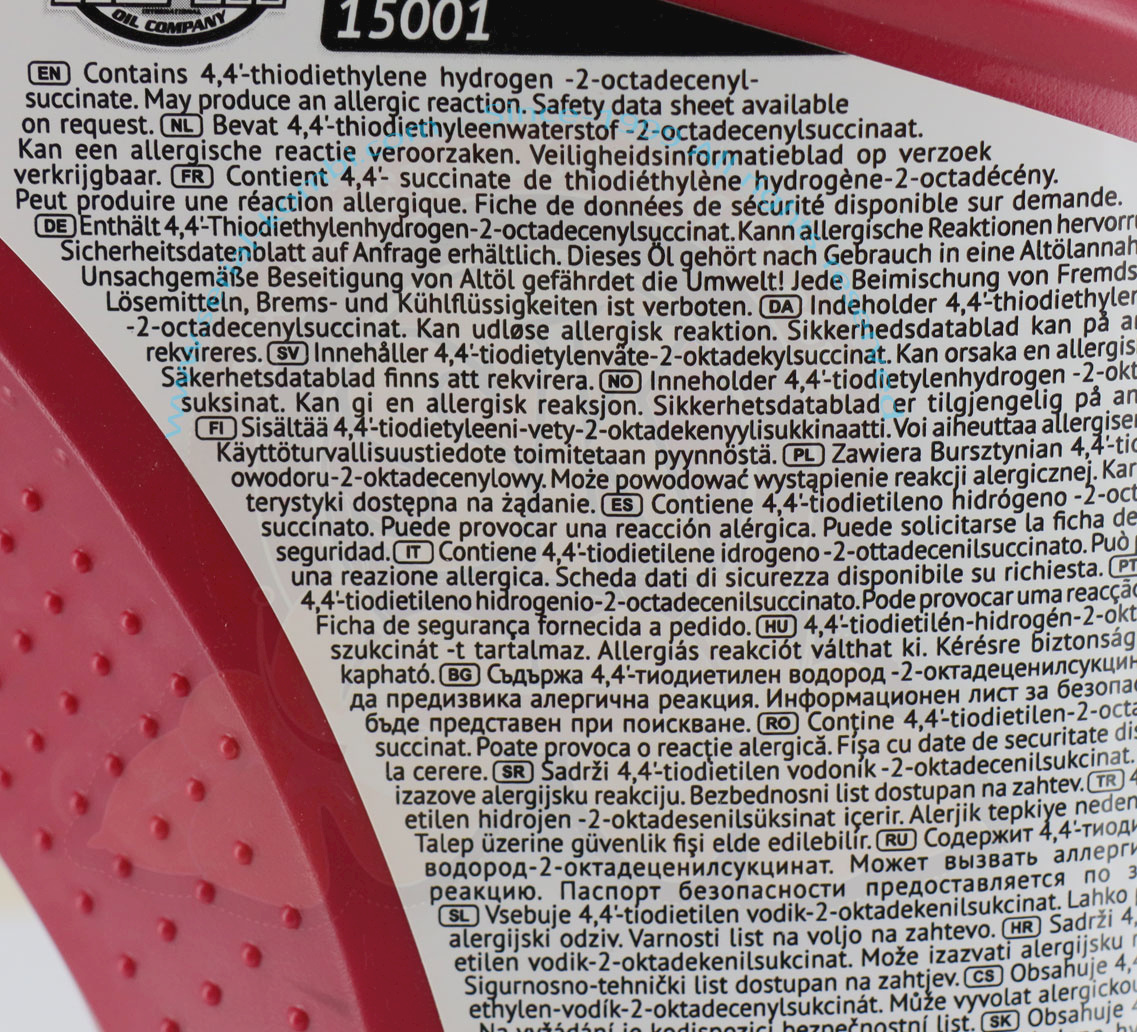 OIL COMPANY
15001
EN Contains 4,4'-thiodiethylene hydrogen -2-octadecenyl-
succinate. May produce an allergic reaction. Safety data sheet available
on request. NL Bevat 4,4'-thiodiethyleenwaterstof -2-octadecenylsuccinaat.
Kan een allergische reactie veroorzaken. Veiligheidsinformatieblad op verzoek
verkrijgbaar. FR Contient 4,4'- succinate de thiodiéthylène hydrogène-2-octadécény.
Peut produire une réaction allergique. Fiche de données de sécurité disponible sur demande.
DE Enthält 4,4'-Thiodiethylenhydrogen-2-octadecenylsuccinat. Kann allergische Reaktionen hervorru
Sicherheitsdatenblatt auf Anfrage erhältlich. Dieses Öl gehört nach Gebrauch in eine Altölannah
Unsachgemäße Beseitigung von Altöl gefährdet die Umwelt! Jede Beimischung von Fremds
Lösemitteln, Brems- und Kühlflüssigkeiten ist verboten. DA Indeholder 4,4'-thiodiethylen
-2-octadecenylsuccinat. Kan udløse allergisk reaktion. Sikkerhedsdatablad kan på
rekvireres. SV Innehåller 4,4'-tiodietylenväte-2-oktadekylsuccinat. Kan orsaka en allergis
Säkerhetsdatablad finns att rekvirera. NO Inneholder 4,4'-tiodietylenhydrogen -2-okt
suksinat. Kan gi en allergisk reaksjon. Sikkerhetsdatablad er tilgjengelig på an
FI Sisältää 4,4'-tiodietyleeni-vety-2-oktadekenyylisukkinaatti. Voi aiheuttaa allergisen
Käyttöturvallisuustiedote toimitetaan pyynnöstä. PL Zawiera Bursztynian 4,4'-tio
owodoru-2-oktadecenylowy. Może powodować wystąpienie reakcji alergicznej. Kar
terystyki dostępna na żądanie. ES Contiene 4,4'-tiodietileno hidrógeno -2-oct
succinato. Puede provocar una reacción alérgica. Puede solicitarse la ficha de
seguridad. IT Contiene 4,4'-tiodietilene idrogeno -2-ottadecenilsuccinato. Può
una reazione allergica. Scheda dati di sicurezza disponibile su richiesta. PT
4,4'-tiodietileno hidrogenio-2-octadecenilsuccinato. Pode provocar uma reacção
Ficha de segurança fornecida a pedido. HU 4,4'-tiodietilén-hidrogén-2-okt
szukcinát -t tartalmaz. Allergiás reakciót válthat ki. Kérésre biztonság
kapható. BG Съдържа 4,4'-тиодиетилен водород -2-октадеценилсукцин
да предизвика алергична реакция. Информационен лист за безопа
бъде представен при поискване. RO Conține 4,4'-tiodietilen-2-octa
succinat. Poate provoca o reacție alergică. Fișa cu date de securitate dis
la cerere. SR Sadrži 4,4'-tiodietilen vodonik -2-oktadecenilsukcinat.
izazove alergijsku reakciju. Bezbednosni list dostupan na zahtev. TR 4
etilen hidrojen -2-oktadesenilsüksinat içerir. Alerjik tepkiye neden
Talep üzerine güvenlik fişi elde edilebilir. RU Содержит 4,4'-тиоди
водород-2-октадеценилсукцинат. Может вызвать аллерги
реакцию. Паспорт безопасности предоставляется по з
SL Vsebuje 4,4'-tiodietilen vodik-2-oktadekenilsukcinat. Lahko
alergijski odziv. Varnosti list na voljo na zahtevo. HR Sadrži 4,
etilen vodik-2-oktadekenilsukcinat. Može izazvati alergijsku
Sigurnosno-tehnički list dostupan na zahtjev. CS Obsahuje 4,4
ethylen-vodík-2-octadecenylsukcinát. Může vyvolat alergickou
Na vyžádání je kodispozici bezpečnostní list. SK Obsahuje